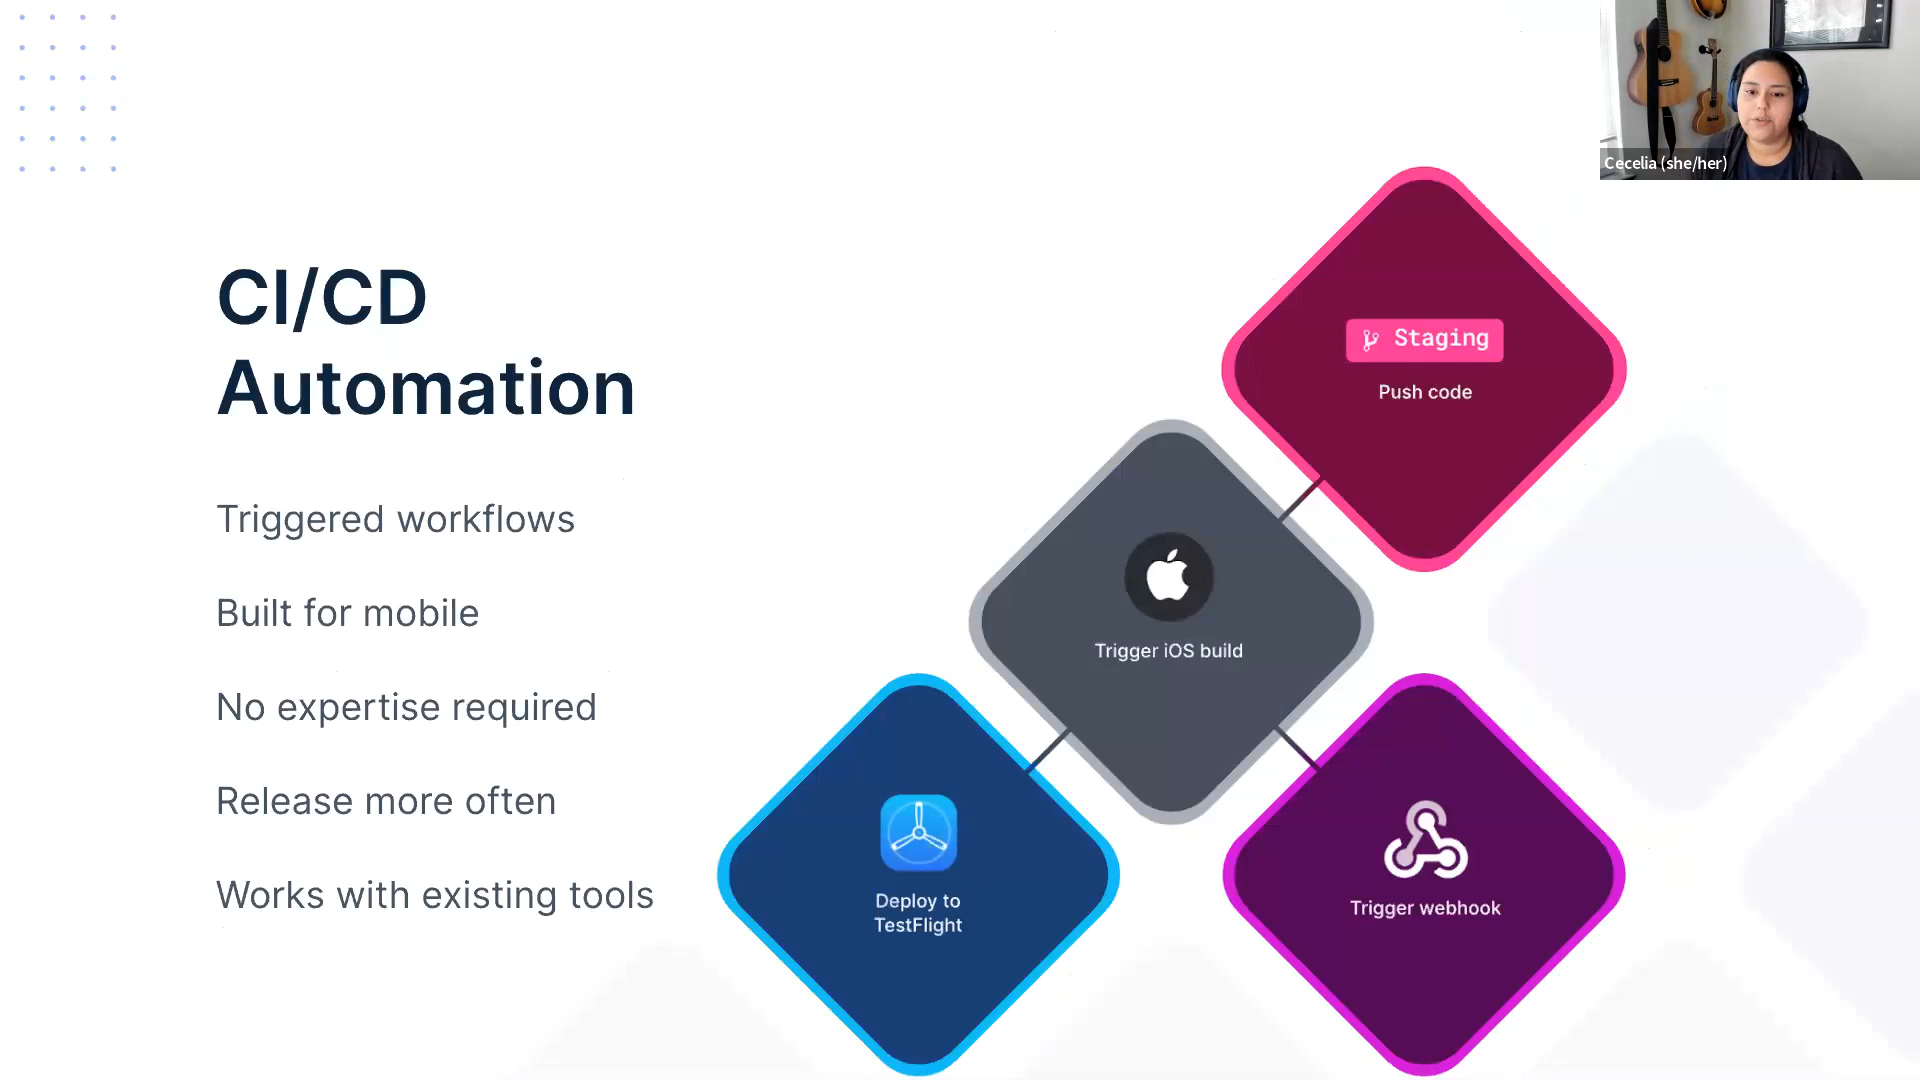 Cecelia (she/her)
CI/CD
Automation
Triggered workflows
Built for mobile
No expertise required
Release more often
Works with existing tools
Staging
Push code
Trigger iOS build
Deploy to
TestFlight
Trigger webhook